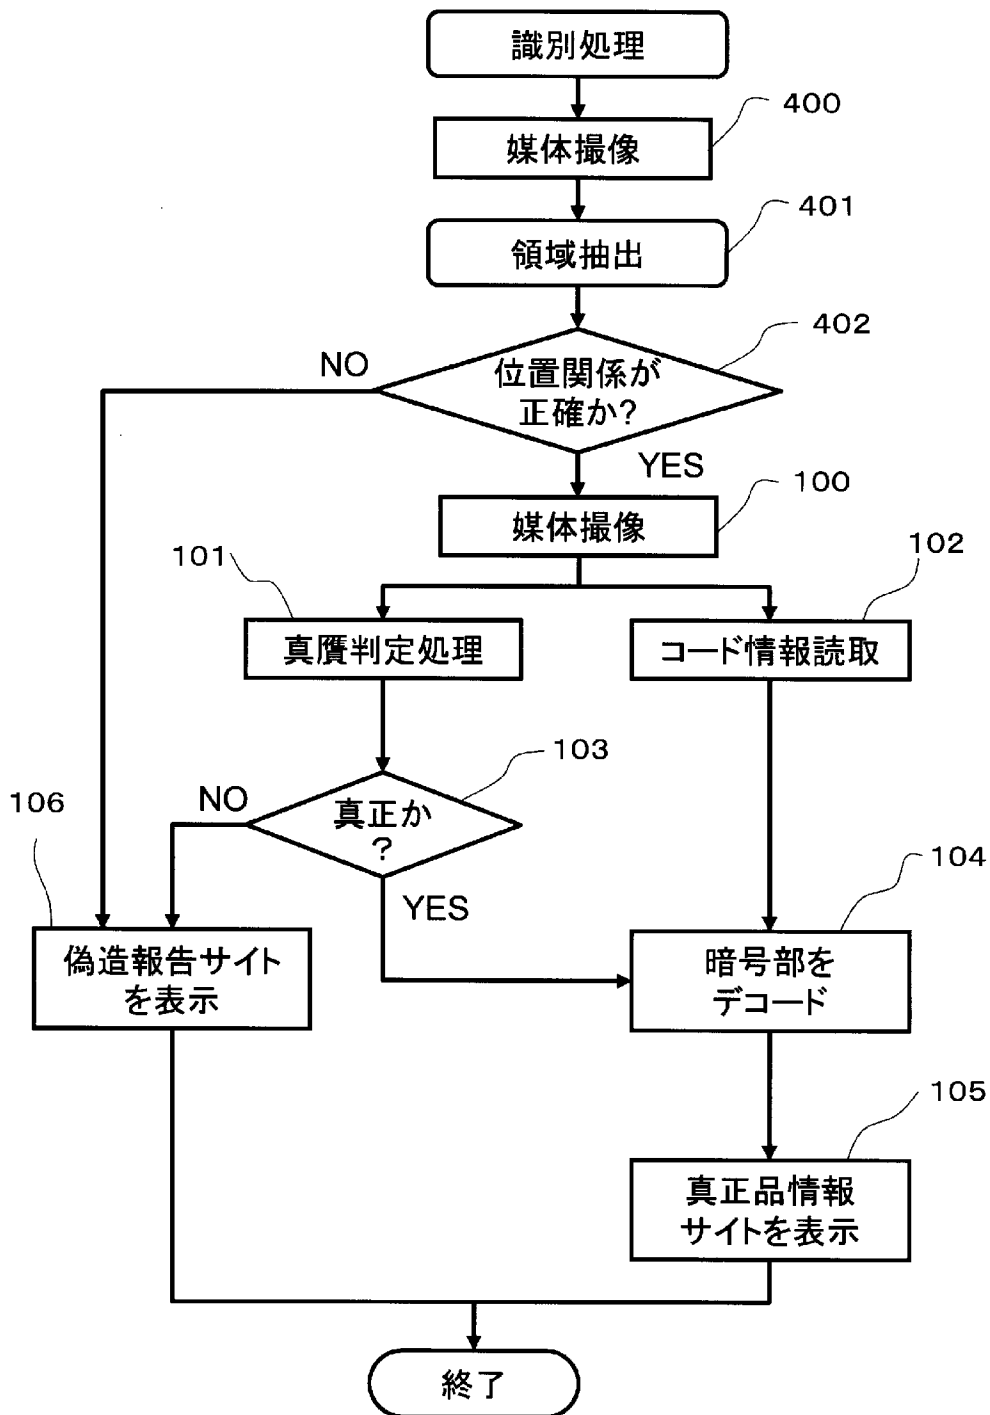 識別処理
400
媒体撮像
401
領域抽出
402
NO
位置関係が
正確か?
YES
100
媒体撮像
101
102
真贋判定処理
コード情報読取
103
106
NO
真正か
?
104
YES
偽造報告サイト
を表示
暗号部を
デコード
105
真正品情報
サイトを表示
終了